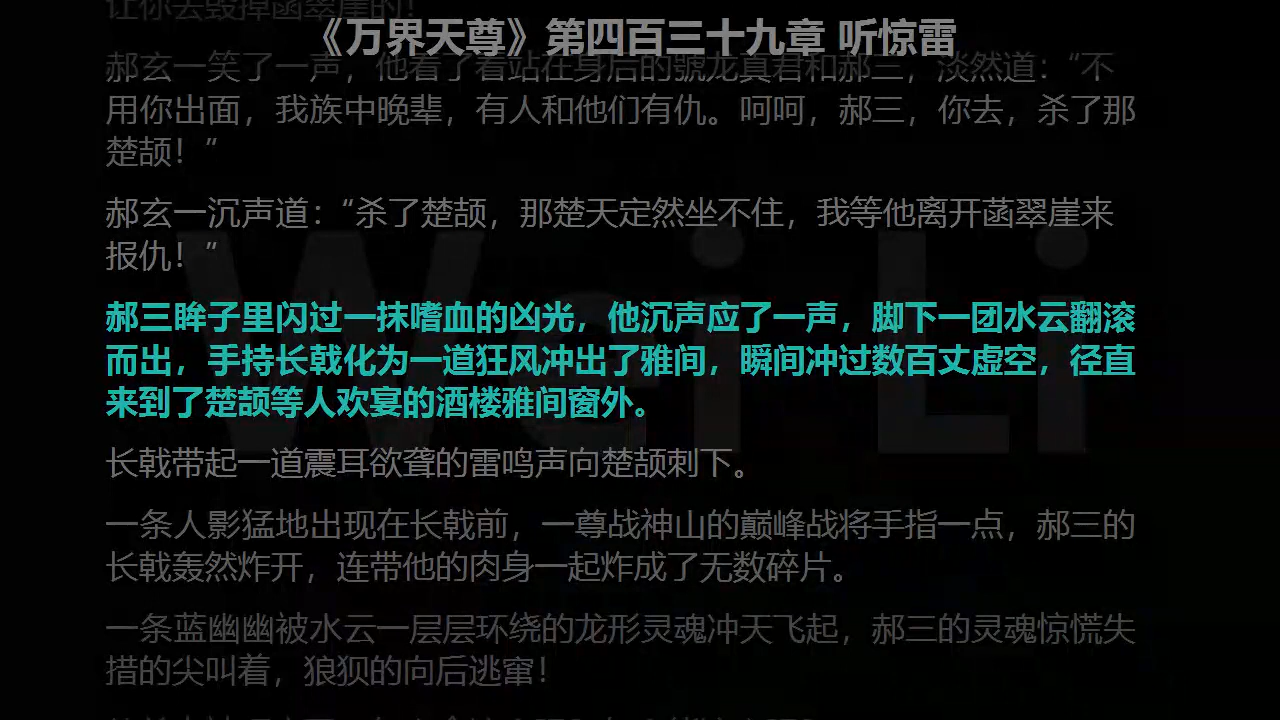 让你去毁掉菡翠崖的!
《万界天尊》第四百三十九章 听惊雷
郝玄一笑了一声，他看了看站在身后的虢龙真君和郝三，淡然道：“不
用你出面，我族中晚辈，有人和他们有仇。呵呵，郝三，你去，杀了那
楚颉！”
郝玄一沉声道：“杀了楚颉，那楚天定然坐不住，我等他离开菡翠崖来
报仇！”
郝三眸子里闪过一抹嗜血的凶光，他沉声应了一声，脚下一团水云翻滚
而出，手持长戟化为一道狂风冲出了雅间，瞬间冲过数百丈虚空，径直
来到了楚颉等人欢宴的酒楼雅间窗外。
长戟带起一道震耳欲聋的雷鸣声向楚颉刺下。
一条人影猛地出现在长戟前，一尊战神山的巅峰战将手指一点，郝三的
长戟轰然炸开，连带他的肉身一起炸成了无数碎片。
一条蓝幽幽被水云一层层环绕的龙形灵魂冲天飞起，郝三的灵魂惊慌失
措的尖叫着，狼狈的向后逃窜！
Wei Li